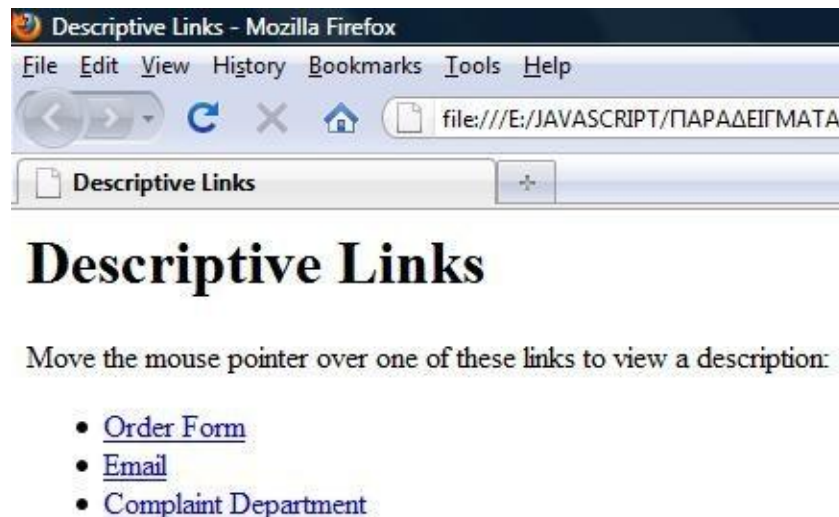 Descriptive Links - Mozilla Firefox
File Edit View History Bookmarks Tools Help
file:///E:/JAVASCRIPT/ΠΑΡΑΔΕΙΓΜΑΤΑ
Descriptive Links
Descriptive Links
Move the mouse pointer over one of these links to view a description:
• Order Form
• Email
• Complaint Department